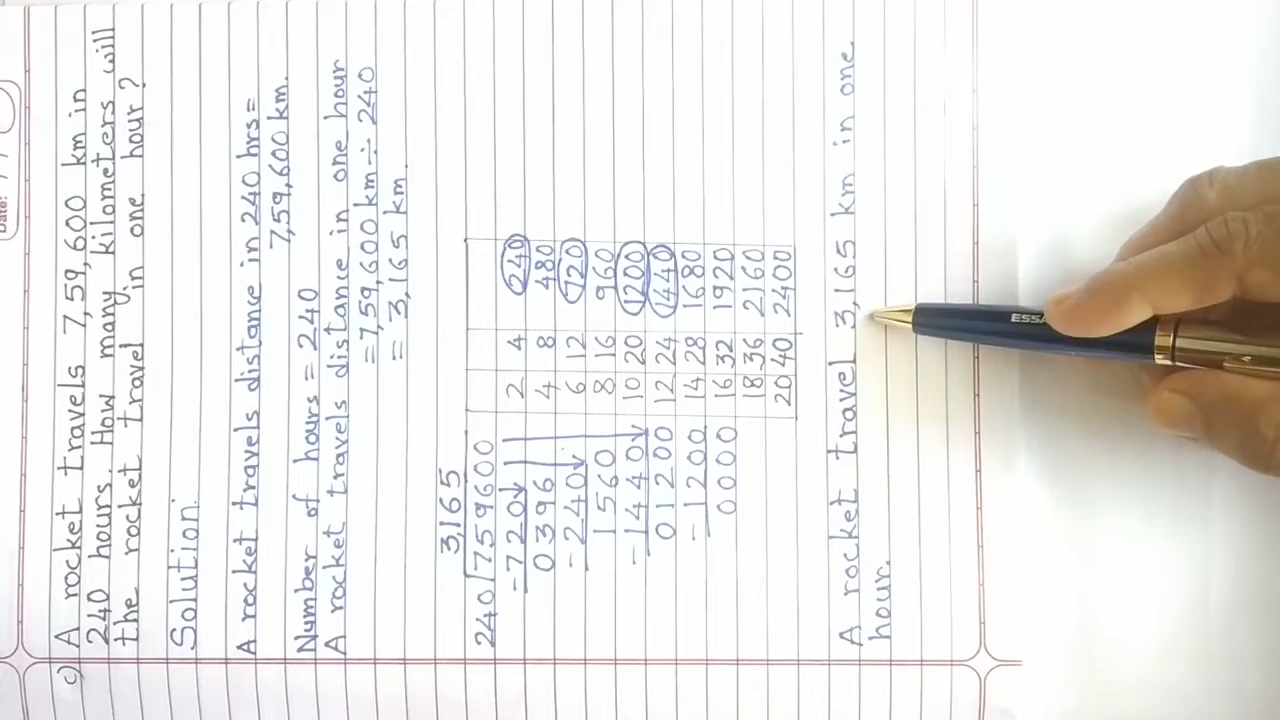 Date:
c) A rocket travels 7,59,600 km in
240 hours. How many kilometers will
the rocket travel in one hour?
Solution:
A rocket travels distance in 240 hrs =
7,59,600 km.
Number of hours = 240
A rocket travels distance in one hour
= 7,59,600 km ÷ 240
= 3,165 km.
3,165
240 759600
- 720
0396
- 240
1560
- 1440
01200
- 1200
0000
2 4 240
4 8 480
6 12 720
8 16 960
10 20 1200
12 24 1440
14 28 1680
16 32 1920
18 36 2160
20 40 2400
A rocket travel 3,165 km in one
hour.